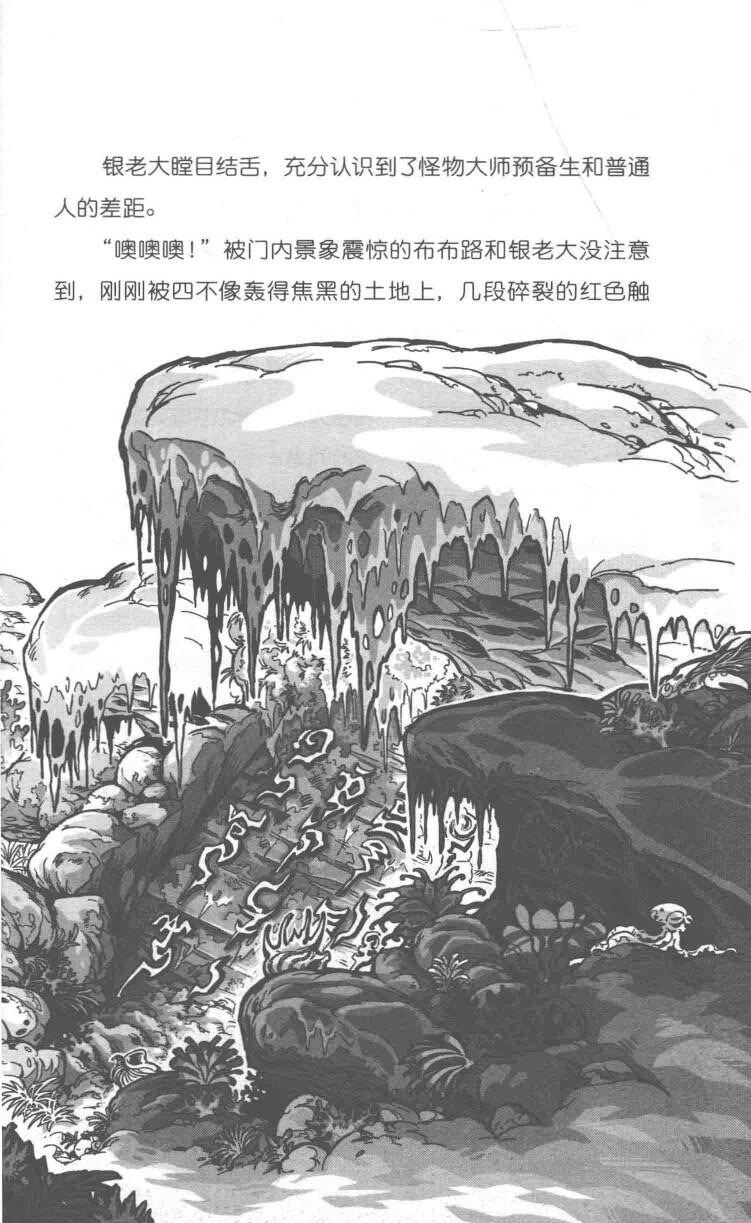 银老大瞠目结舌，充分认识到了怪物大师预备生和普通
人的差距。
“噢噢噢！”被门内景象震惊的布布路和银老大没注意
到，刚刚被四不像轰得焦黑的土地上，几段碎裂的红色触